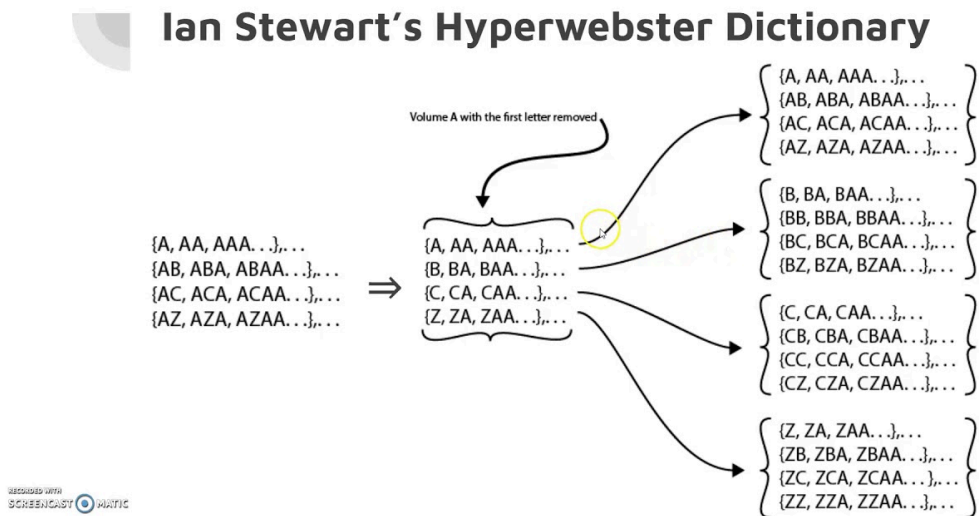 Ian Stewart's Hyperwebster Dictionary
Volume A with the first letter removed
{A, AA, AAA. . .},. . .
{AB, ABA, ABAA. . .},. . .
{AC, ACA, ACAA. . .},. . .
{AZ, AZA, AZAA. . .},. . .
⇒
{A, AA, AAA. . .},. . .
{B, BA, BAA. . .},. . .
{C, CA, CAA. . .},. . .
{Z, ZA, ZAA. . .},. . .
{A, AA, AAA. . .},. . .
{AB, ABA, ABAA. . .},. . .
{AC, ACA, ACAA. . .},. . .
{AZ, AZA, AZAA. . .},. . .
{B, BA, BAA. . .},. . .
{BB, BBA, BBAA. . .},. . .
{BC, BCA, BCAA. . .},. . .
{BZ, BZA, BZAA. . .},. . .
{C, CA, CAA. . .},. . .
{CB, CBA, CBAA. . .},. . .
{CC, CCA, CCAA. . .},. . .
{CZ, CZA, CZAA. . .},. . .
{Z, ZA, ZAA. . .},. . .
{ZB, ZBA, ZBAA. . .},. . .
{ZC, ZCA, ZCAA. . . },. . .
{ZZ, ZZA, ZZAA. . .},. . .
RECORDED WITH
SCREENCAST MATIC